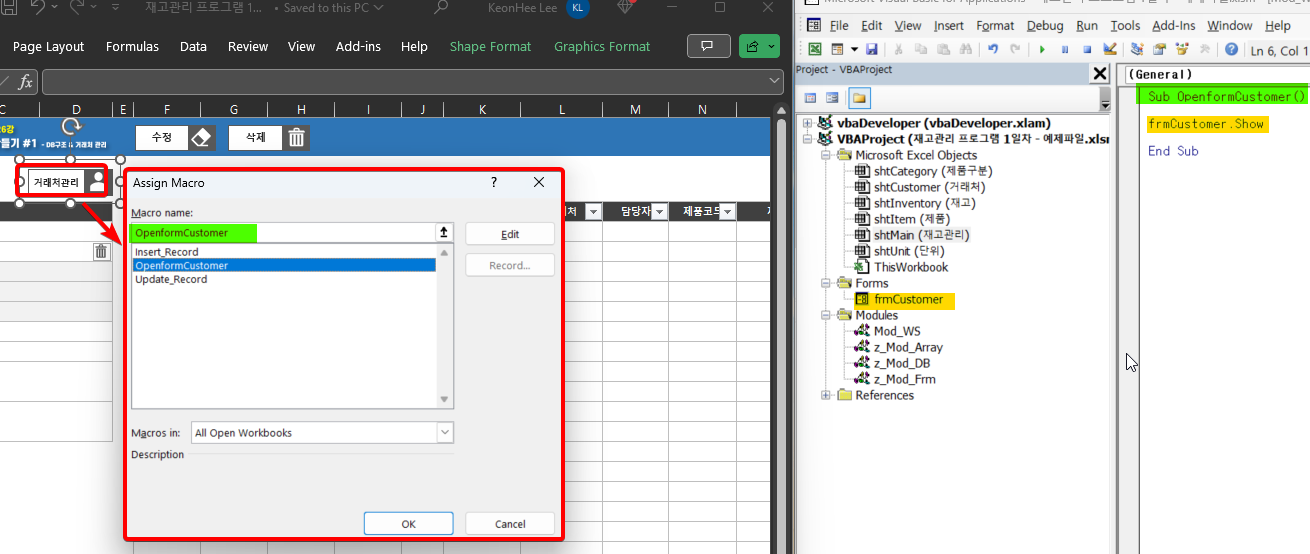 재고관리 프로그램 1... • Saved to this PC
KeonHee Lee KL
Page Layout Formulas Data Review View Add-ins Help Shape Format Graphics Format
fx
C D E F G H I J K L M N
26강
들기 #1 - DB구조 & 거래처 관리
수정 삭제
거래처관리
처 담당자 제품코드
Assign Macro ?
Macro name:
OpenformCustomer
Insert_Record
OpenformCustomer
Update_Record
Edit
Record...
Macros in: All Open Workbooks
Description
OK Cancel
File Edit View Insert Format Debug Run Tools Add-Ins Window Help
Ln 6, Col 1
Project - VBAProject
vbaDeveloper (vbaDeveloper.xlam)
VBAProject (재고관리 프로그램 1일차 - 예제파일.xlsm
Microsoft Excel Objects
shtCategory (제품구분)
shtCustomer (거래처)
shtInventory (재고)
shtItem (제품)
shtMain (재고관리)
shtUnit (단위)
ThisWorkbook
Forms
frmCustomer
Modules
Mod_WS
z_Mod_Array
z_Mod_DB
z_Mod_Frm
References
(General)
Sub OpenformCustomer()
frmCustomer.Show
End Sub